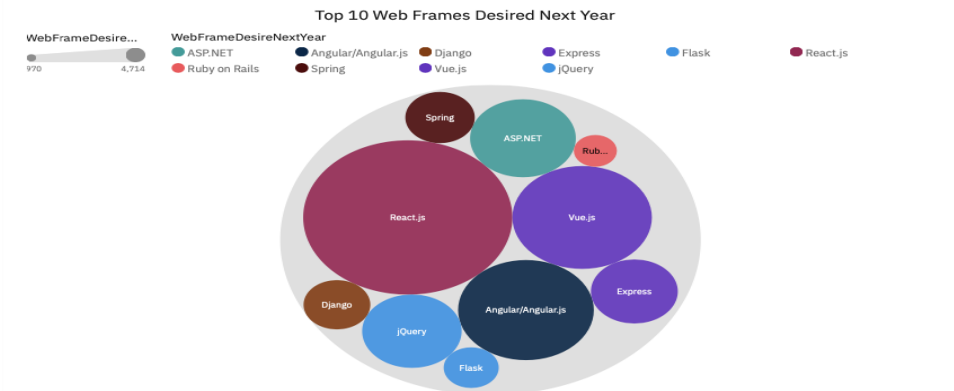 Top 10 Web Frames Desired Next Year
WebFrameDesire...
970 4,714
WebFrameDesireNextYear
ASP.NET Angular/Angular.js Django Express Flask React.js
Ruby on Rails Spring Vue.js jQuery
Spring
ASP.NET
Rub...
React.js
Vue.js
Express
Django
Angular/Angular.js
jQuery
Flask